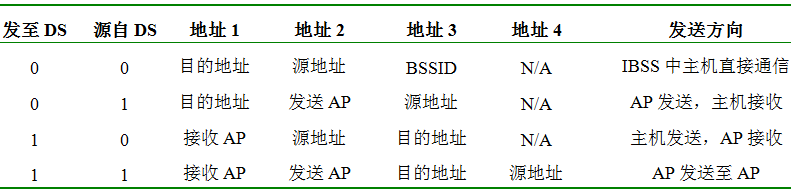 发至 DS 源自 DS 地址 1 地址 2 地址 3 地址 4 发送方向
0 0 目的地址 源地址 BSSID N/A IBSS 中主机直接通信
0 1 目的地址 发送 AP 源地址 N/A AP 发送，主机接收
1 0 接收 AP 源地址 目的地址 N/A 主机发送，AP 接收
1 1 接收 AP 发送 AP 目的地址 源地址 AP 发送至 AP